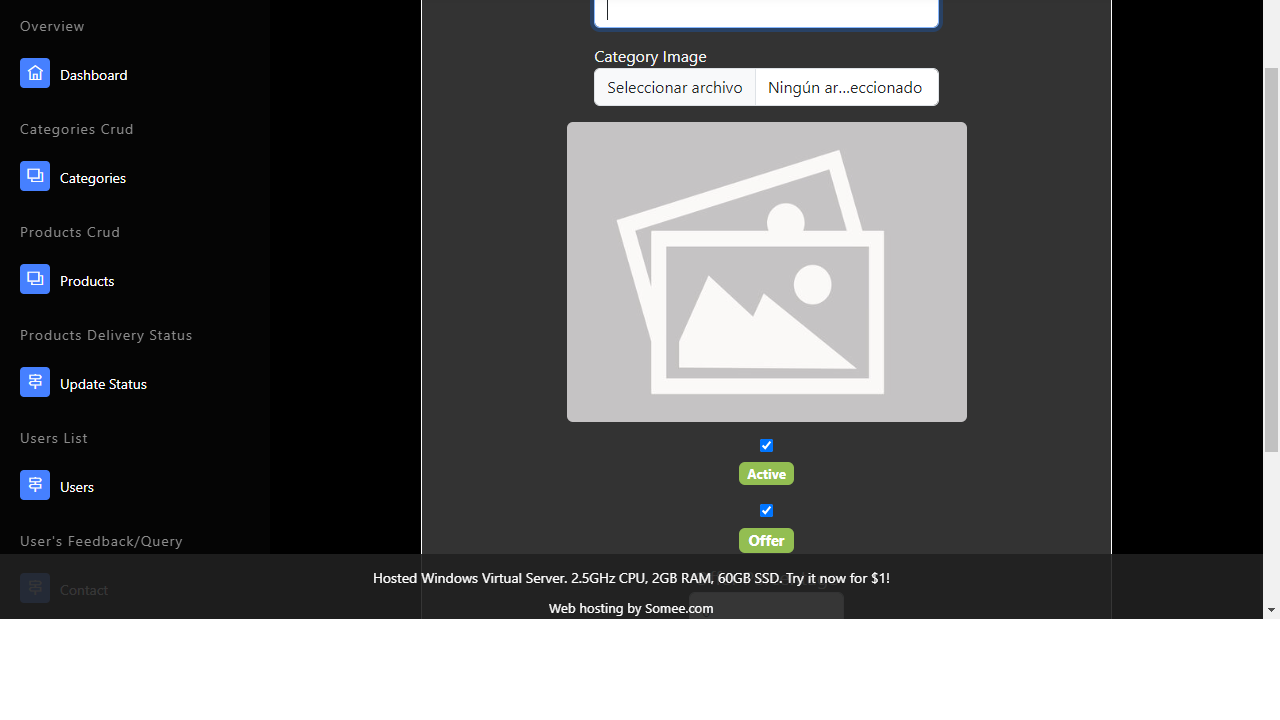 Overview
Dashboard
Categories Crud
Categories
Products Crud
Products
Products Delivery Status
Update Status
Users List
Users
User's Feedback/Query
Contact
Category Image
Seleccionar archivo Ningún ar...eccionado
Active
Offer
Hosted Windows Virtual Server. 2.5GHz CPU, 2GB RAM, 60GB SSD. Try it now for $1!
Web hosting by Somee.com